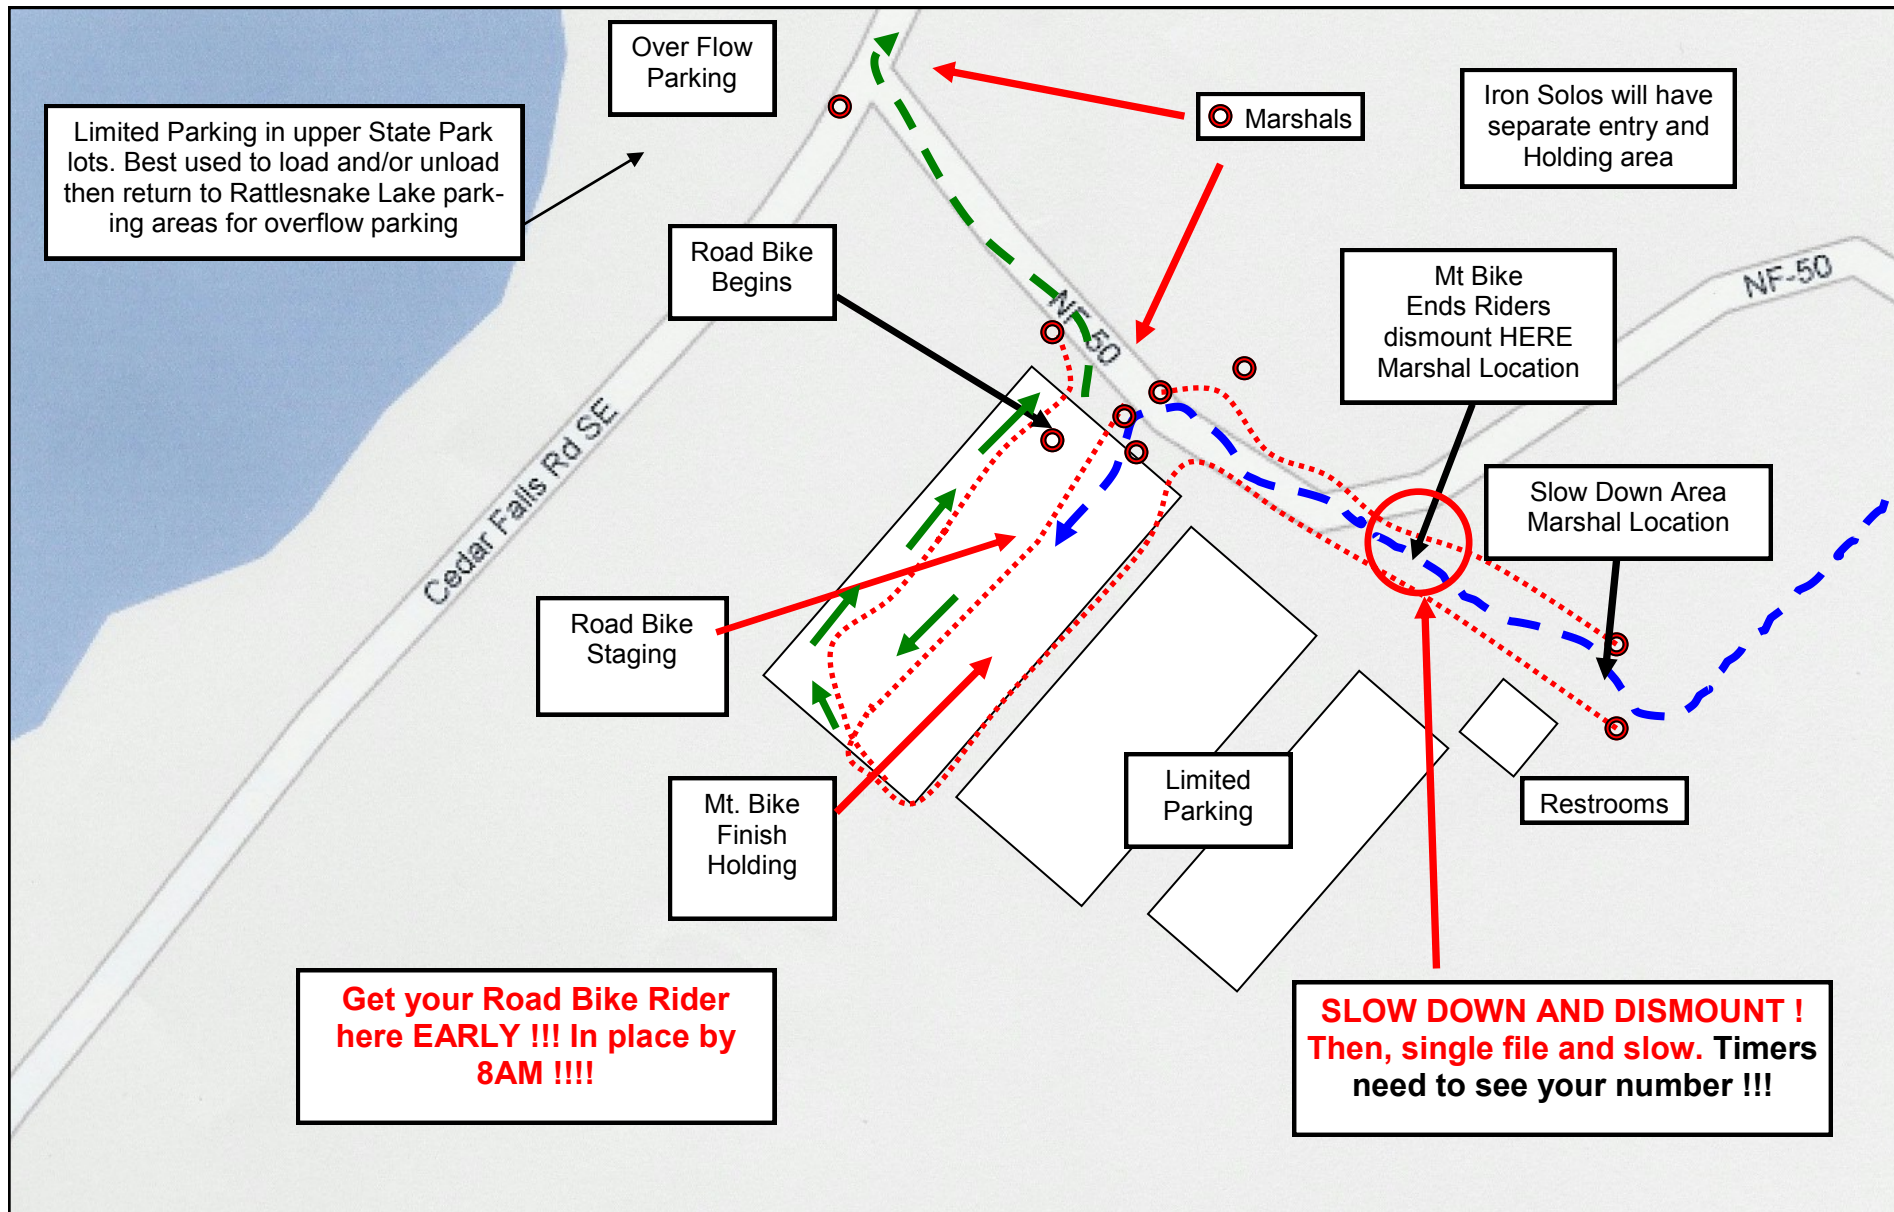 Over Flow
Parking
Limited Parking in upper State Park
lots. Best used to load and/or unload
then return to Rattlesnake Lake park-
ing areas for overflow parking
Marshals
Iron Solos will have
separate entry and
Holding area
Road Bike
Begins
Mt Bike
Ends Riders
dismount HERE
Marshal Location
NF-50
NF-50
Cedar Falls Rd SE
Slow Down Area
Marshal Location
Road Bike
Staging
Mt. Bike
Finish
Holding
Limited
Parking
Restrooms
Get your Road Bike Rider
here EARLY !!! In place by
8AM !!!!
SLOW DOWN AND DISMOUNT !
Then, single file and slow. Timers
need to see your number !!!